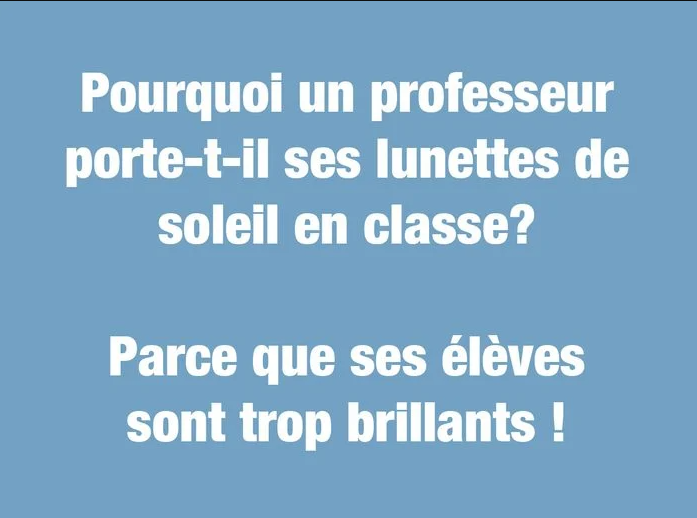 Pourquoi un professeur
porte-t-il ses lunettes de
soleil en classe?
Parce que ses élèves
sont trop brillants !